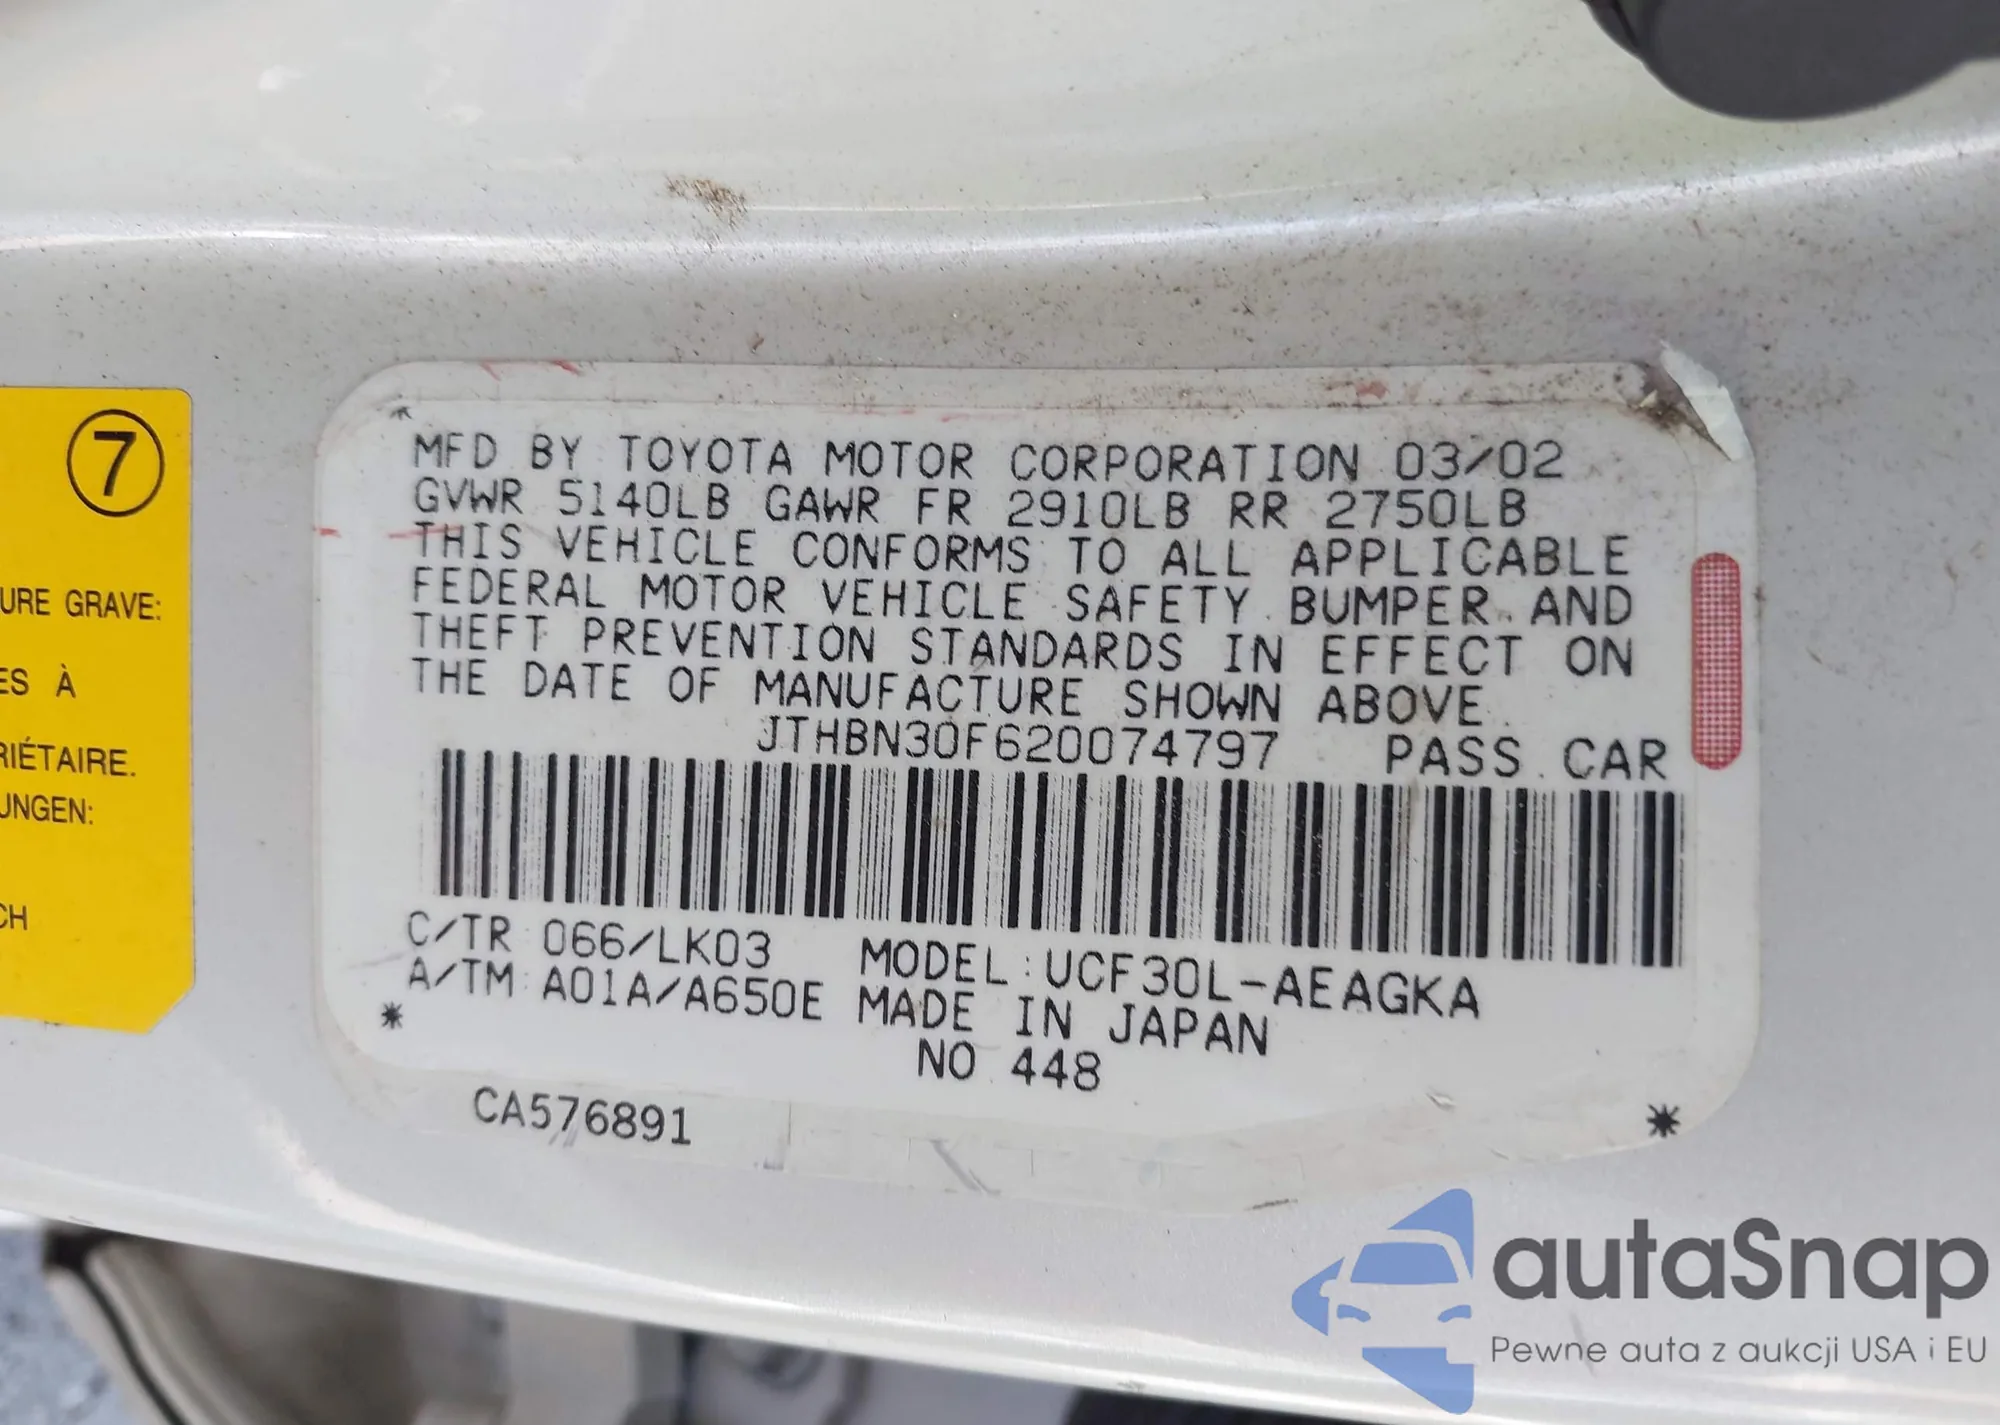 7
URE GRAVE:
ES À
RIÉTAIRE.
UNGEN:
CH
MFD BY TOYOTA MOTOR CORPORATION 03/02
GVWR 5140LB GAWR FR 2910LB RR 2750LB
THIS VEHICLE CONFORMS TO ALL APPLICABLE
FEDERAL MOTOR VEHICLE SAFETY. BUMPER. AND
THEFT PREVENTION STANDARDS IN EFFECT ON
THE DATE OF MANUFACTURE SHOWN ABOVE.
JTHBN30F620074797 PASS. CAR
C/TR 066/LK03 MODEL:UCF30L-AEAGKA
A/TM A01A/A650E MADE IN JAPAN
NO 448
CA576891
autaSnap
Pewne auta z aukcji USA i EU